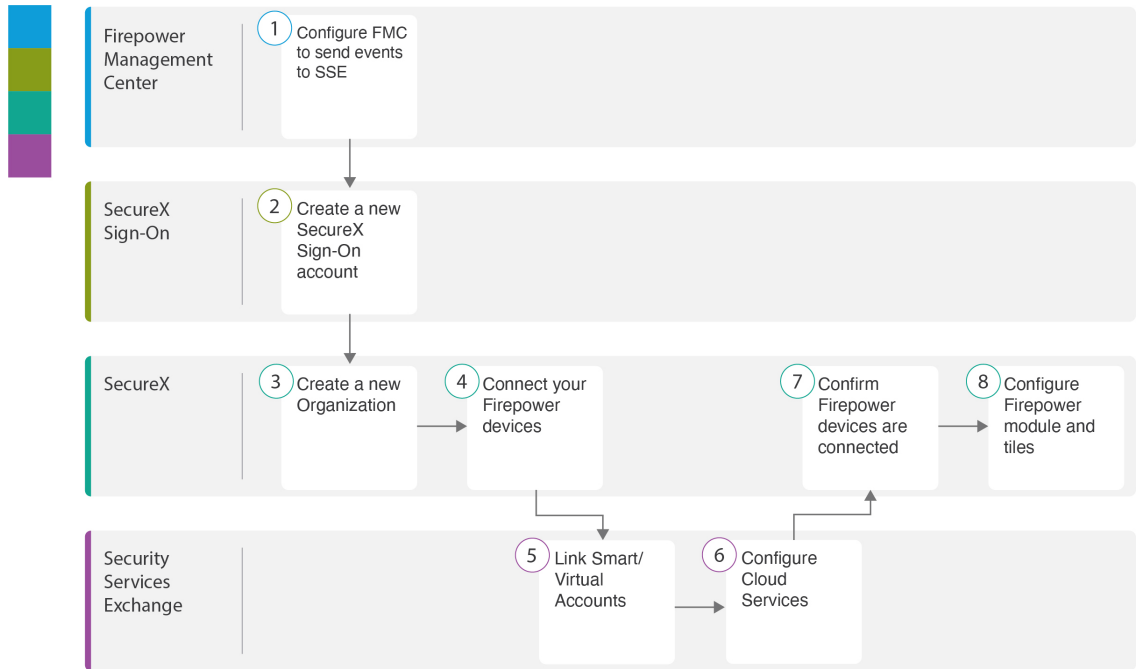 Firepower
Management
Center
1
Configure FMC
to send events
to SSE
SecureX
Sign-On
2
Create a new
SecureX
Sign-On
account
SecureX
3
Create a new
Organization
4
Connect your
Firepower
devices
7
Confirm
Firepower
devices are
connected
8
Configure
Firepower
module and
tiles
Security
Services
Exchange
5
Link Smart/
Virtual
Accounts
6
Configure
Cloud
Services